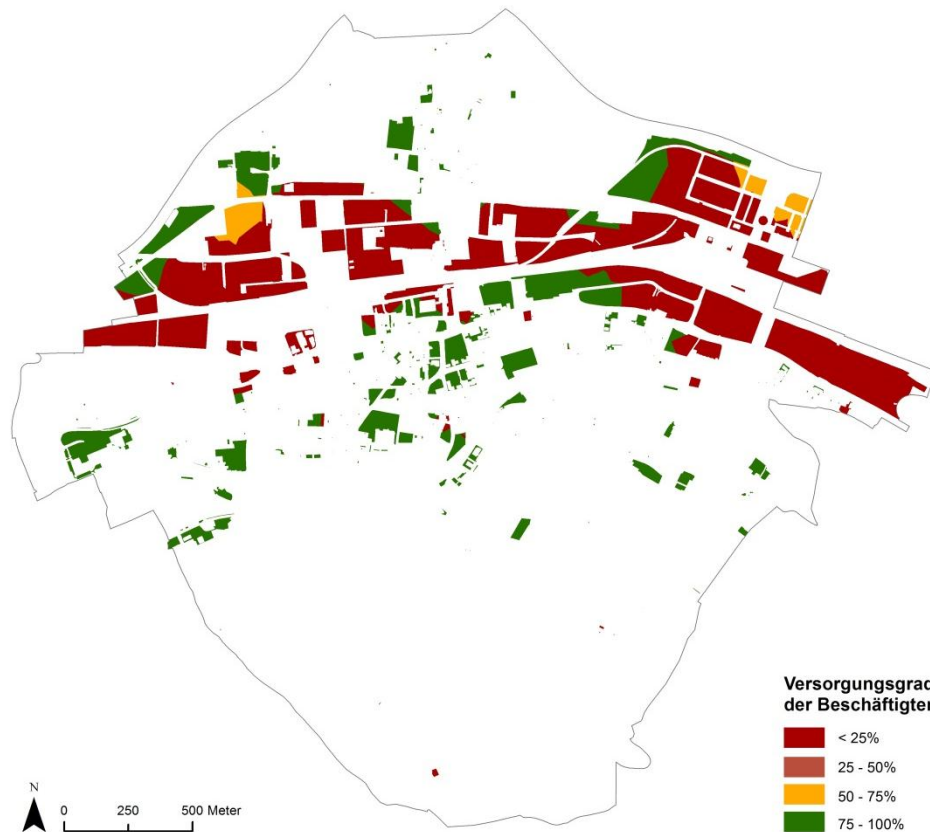 Versorgungsgrad
der Beschäftigten
< 25%
25 - 50%
50 - 75%
75 - 100%
N
0 250 500 Meter